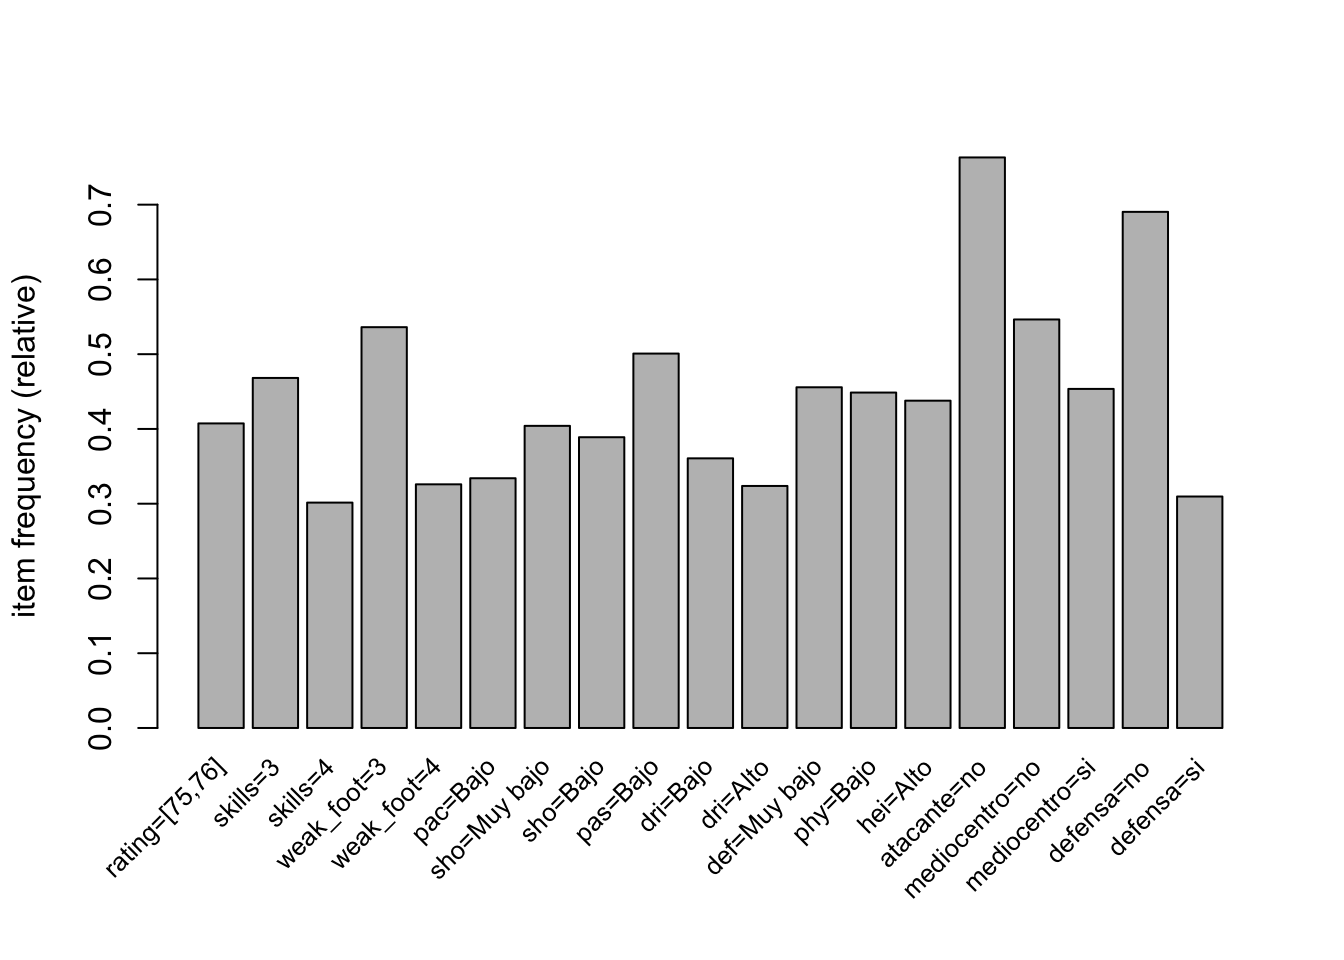 item frequency (relative)
0.7
0.6
0.5
0.4
0.3
0.2
0.1
0.0
rating=[75,76]
skills=3
skills=4
weak_foot=3
weak_foot=4
pac=Bajo
sho=Muy bajo
sho=Bajo
pas=Bajo
dri=Bajo
dri=Alto
def=Muy bajo
phy=Bajo
hei=Alto
atacante=no
mediocentro=no
mediocentro=si
defensa=no
defensa=si